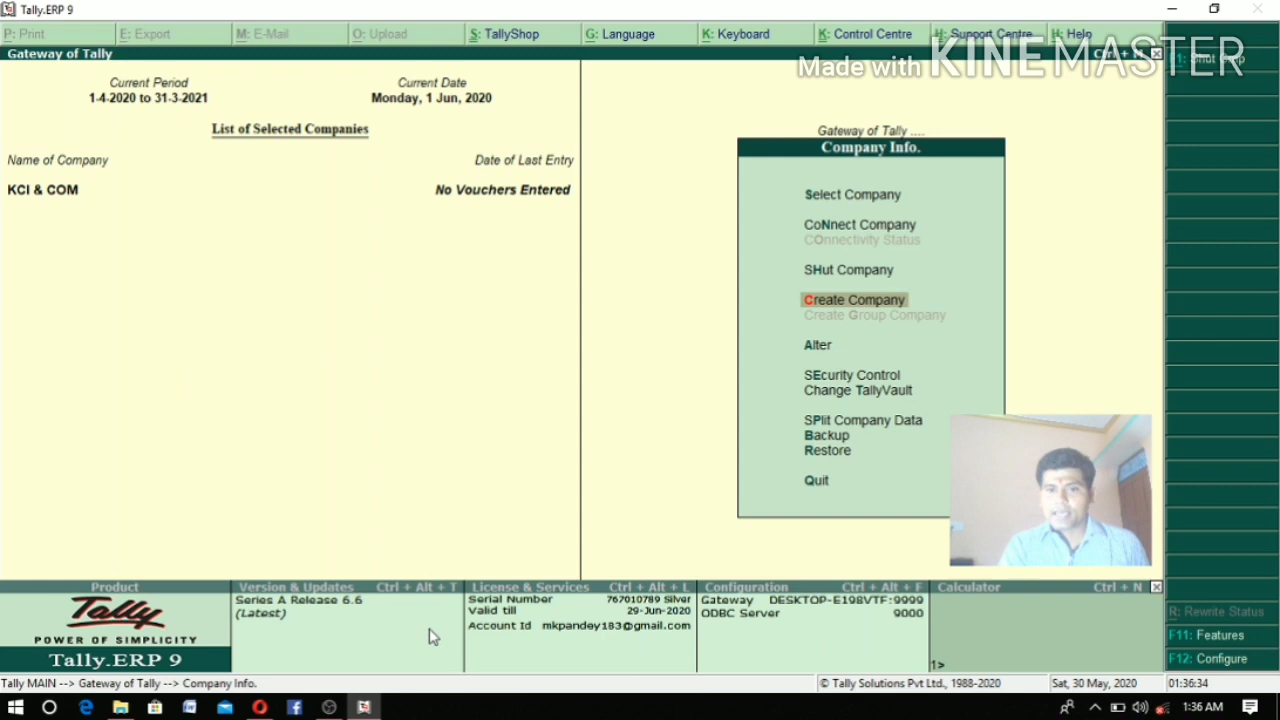 Tally.ERP 9
P: Print
E: Export
M: E-Mail
O: Upload
S: TallyShop
G: Language
K: Keyboard
K: Control Centre
H: Support Centre
H: Help
Made with KINEMASTER
Gateway of Tally
Ctrl + M
Current Period
Current Date
1-4-2020 to 31-3-2021
Monday, 1 Jun, 2020
List of Selected Companies
Name of Company
Date of Last Entry
KCI & COM
No Vouchers Entered
Gateway of Tally ....
Company Info.
Select Company
CoNnect Company
COnnectivity Status
SHut Company
Create Company
Create Group Company
Alter
SEcurity Control
Change TallyVault
SPlit Company Data
Backup
Restore
Quit
Product
Tally
POWER OF SIMPLICITY
Tally.ERP 9
Version & Updates Ctrl + Alt + T
Series A Release 6.6
(Latest)
License & Services Ctrl + Alt + L
Serial Number 767010789 Silver
Valid till 29-Jun-2020
Account Id mkpandey183@gmail.com
Configuration Ctrl + Alt + F
Gateway DESKTOP-E198VTF:9999
ODBC Server 9000
Calculator Ctrl + N
1>
R: Rewrite Status
F11: Features
F12: Configure
Tally MAIN --> Gateway of Tally --> Company Info.
© Tally Solutions Pvt Ltd., 1988-2020
Sat, 30 May, 2020
01:36:34
1:36 AM